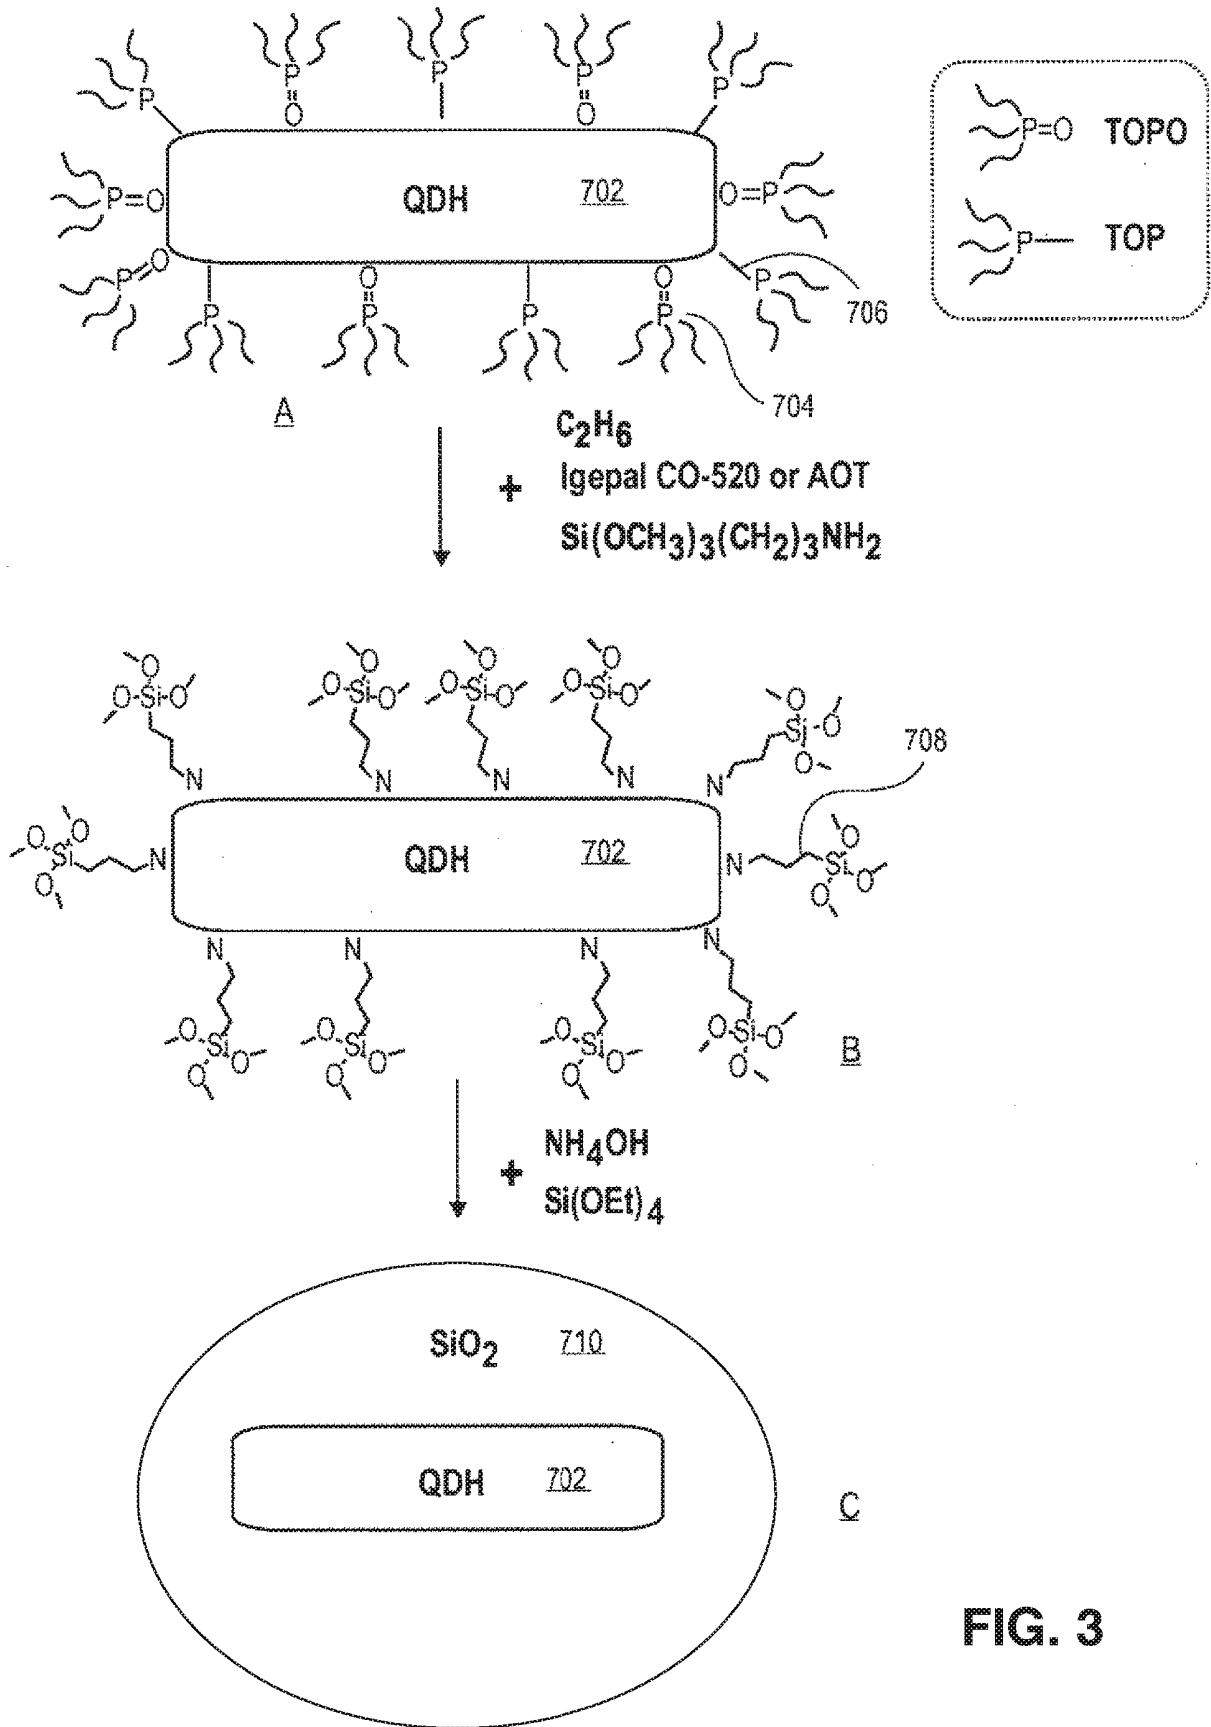 P P P P P
O O
P=O TOPO
P=O QDH 702 O=P
P TOP
P O O O P
P P P P 706
A 704
C2H6
+ Igepal CO-520 or AOT
Si(OCH3)3(CH2)3NH2
O O O O
O Si O O Si O O Si O O Si O
O Si O
O
N N N N N
708
O O
Si N QDH 702 N Si O
O O
N N N N
O Si O O Si O O Si O O Si O
O O O O
B
NH4OH
+ Si(OEt)4
SiO2 710
QDH 702
C
FIG. 3